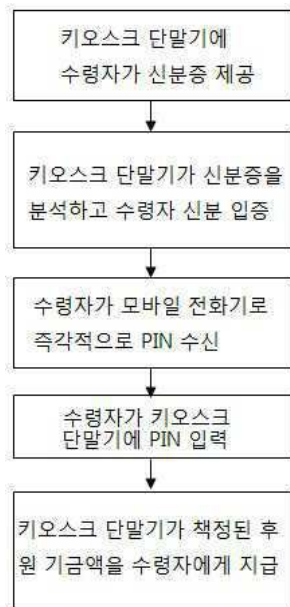 키오스크 단말기에
수령자가 신분증 제공
키오스크 단말기가 신분증을
분석하고 수령자 신분 입증
수령자가 모바일 전화기로
즉각적으로 PIN 수신
수령자가 키오스크
단말기에 PIN 입력
키오스크 단말기가 책정된 후
원 기금액을 수령자에게 지급